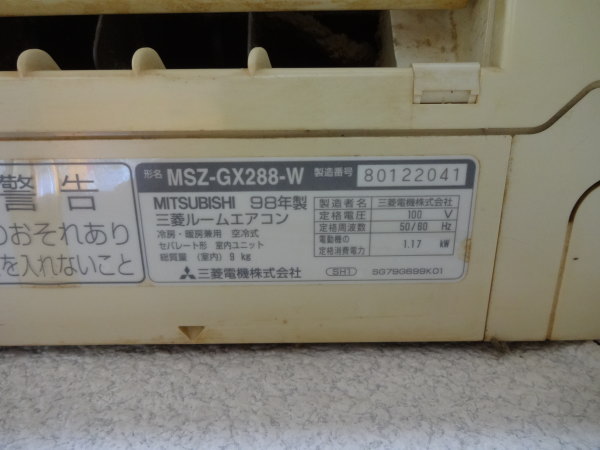 警告
のおそれあり
を入れないこと
形名 MSZ-GX288-W 製造番号 80122041
MITSUBISHI 98年製
三菱ルームエアコン
冷房・暖房兼用 空冷式
セパレート形 室内ユニット
総質量 (室内) 9 kg
三菱電機株式会社
製造者名 三菱電機株式会社
定格電圧 100 V
定格周波数 50/60 Hz
電動機の
定格消費電力 1.17 kW
SH1 SG79G899K01